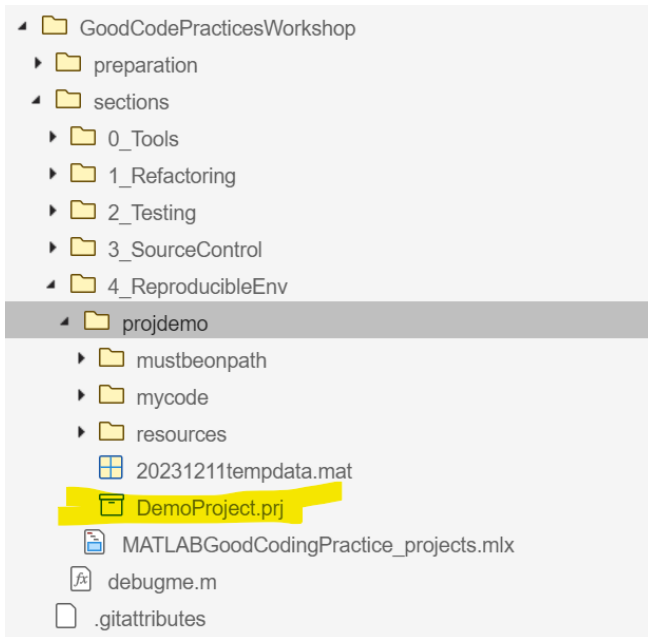 GoodCodePracticesWorkshop
preparation
sections
0_Tools
1_Refactoring
2_Testing
3_SourceControl
4_ReproducibleEnv
projdemo
mustbeonpath
mycode
resources
20231211tempdata.mat
DemoProject.prj
MATLABGoodCodingPractice_projects.mlx
fx debugme.m
.gitattributes